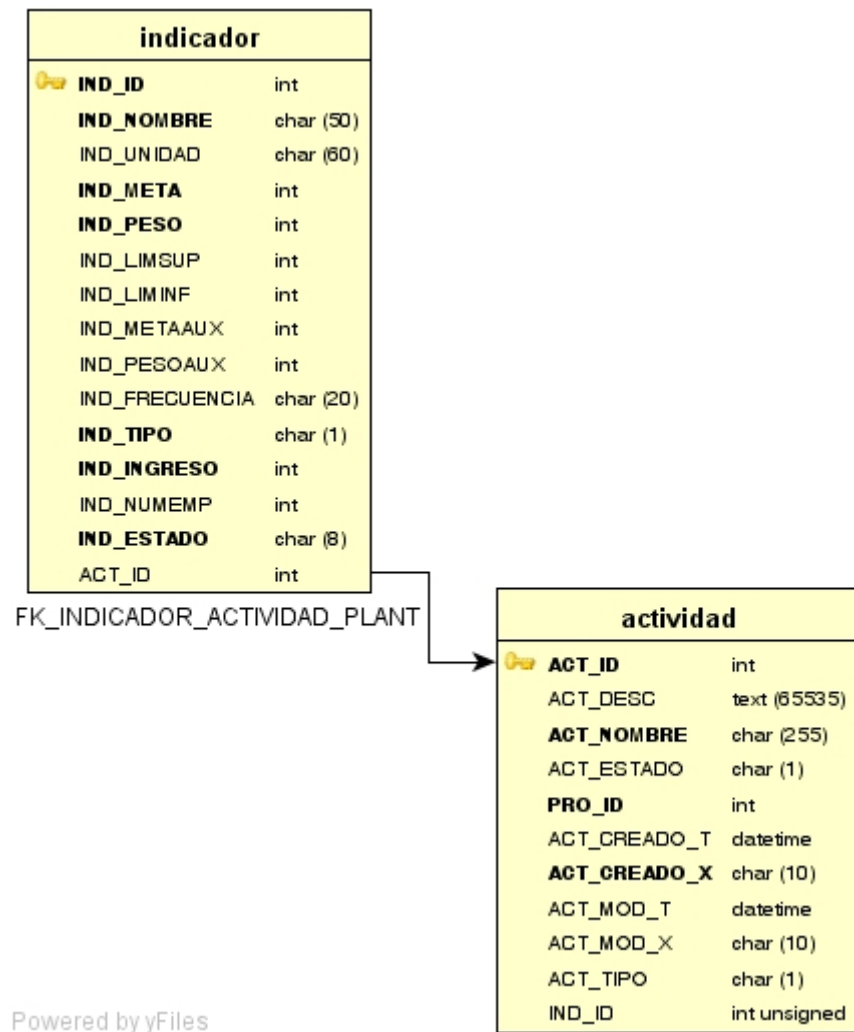 indicador
IND_ID int
IND_NOMBRE char (50)
IND_UNIDAD char (60)
IND_META int
IND_PESO int
IND_LIMSUP int
IND_LIMINF int
IND_METAAUX int
IND_PESOAUX int
IND_FRECUENCIA char (20)
IND_TIPO char (1)
IND_INGRESO int
IND_NUMEMP int
IND_ESTADO char (8)
ACT_ID int
FK_INDICADOR_ACTIVIDAD_PLANT
actividad
ACT_ID int
ACT_DESC text (65535)
ACT_NOMBRE char (255)
ACT_ESTADO char (1)
PRO_ID int
ACT_CREADO_T datetime
ACT_CREADO_X char (10)
ACT_MOD_T datetime
ACT_MOD_X char (10)
ACT_TIPO char (1)
IND_ID int unsigned
Powered by yFiles